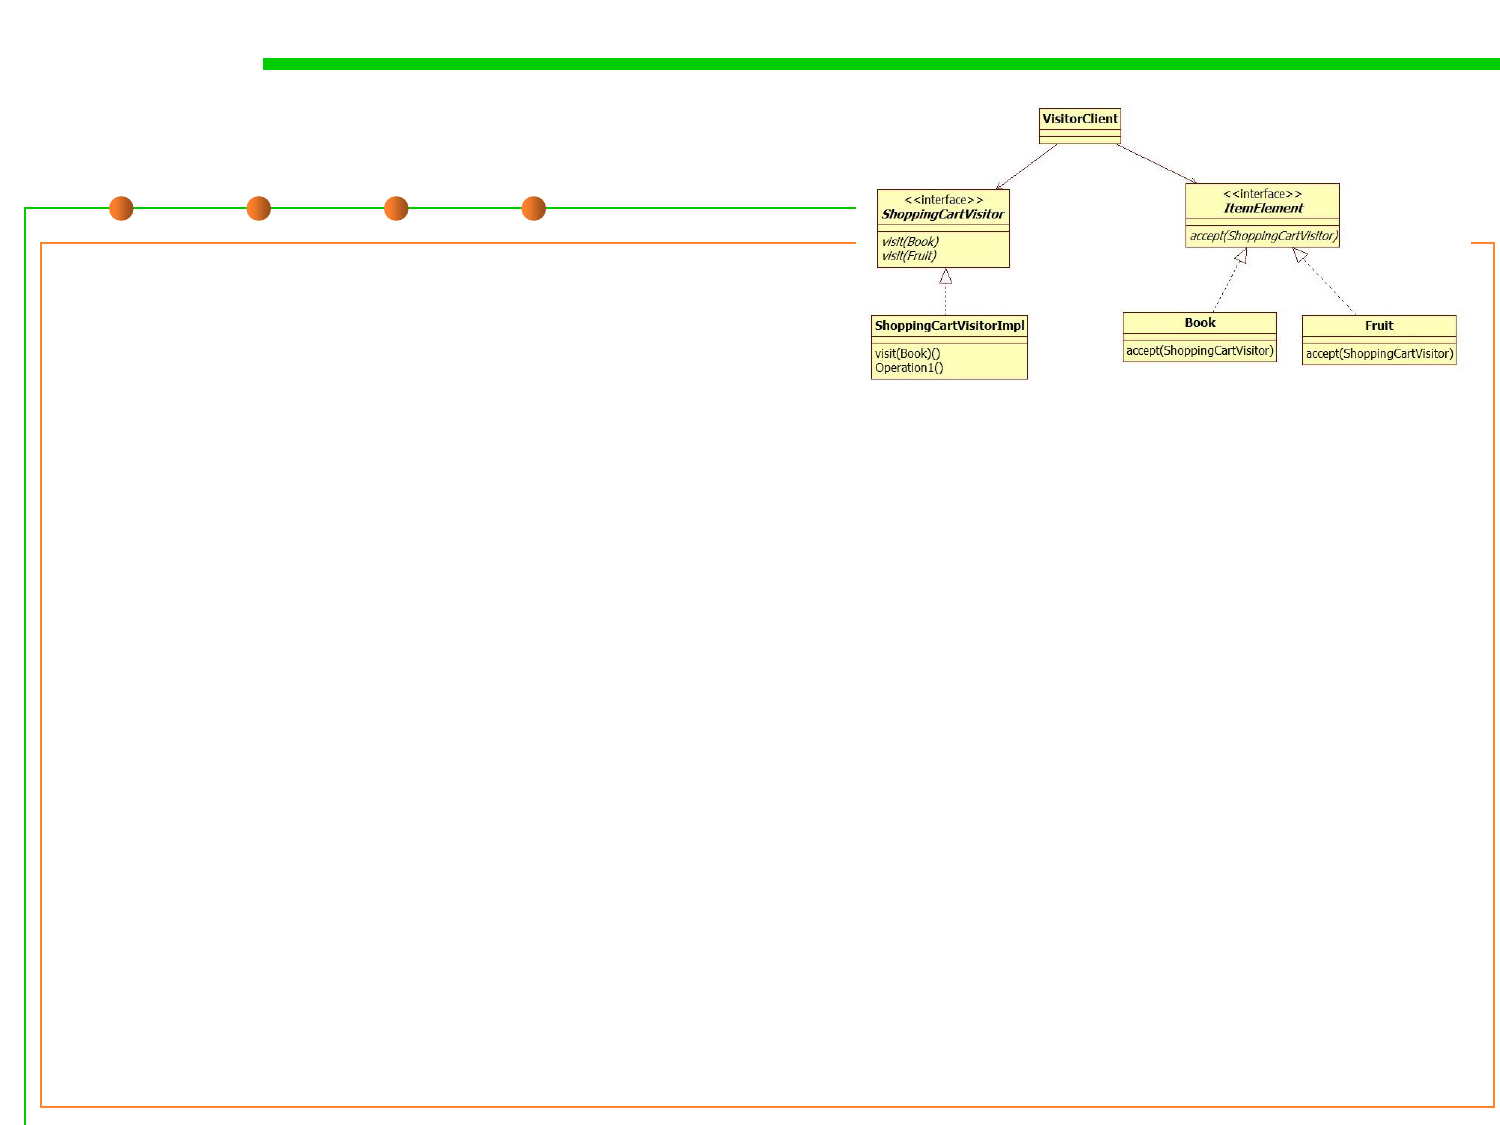 VisitorClient
<<interface>>
ShoppingCartVisitor
visit(Book)
visit(Fruit)
<<interface>>
ItemElement
accept(ShoppingCartVisitor)
ShoppingCartVisitorImpl
visit(Book)()
Operation1()
Book
accept(ShoppingCartVisitor)
Fruit
accept(ShoppingCartVisitor)